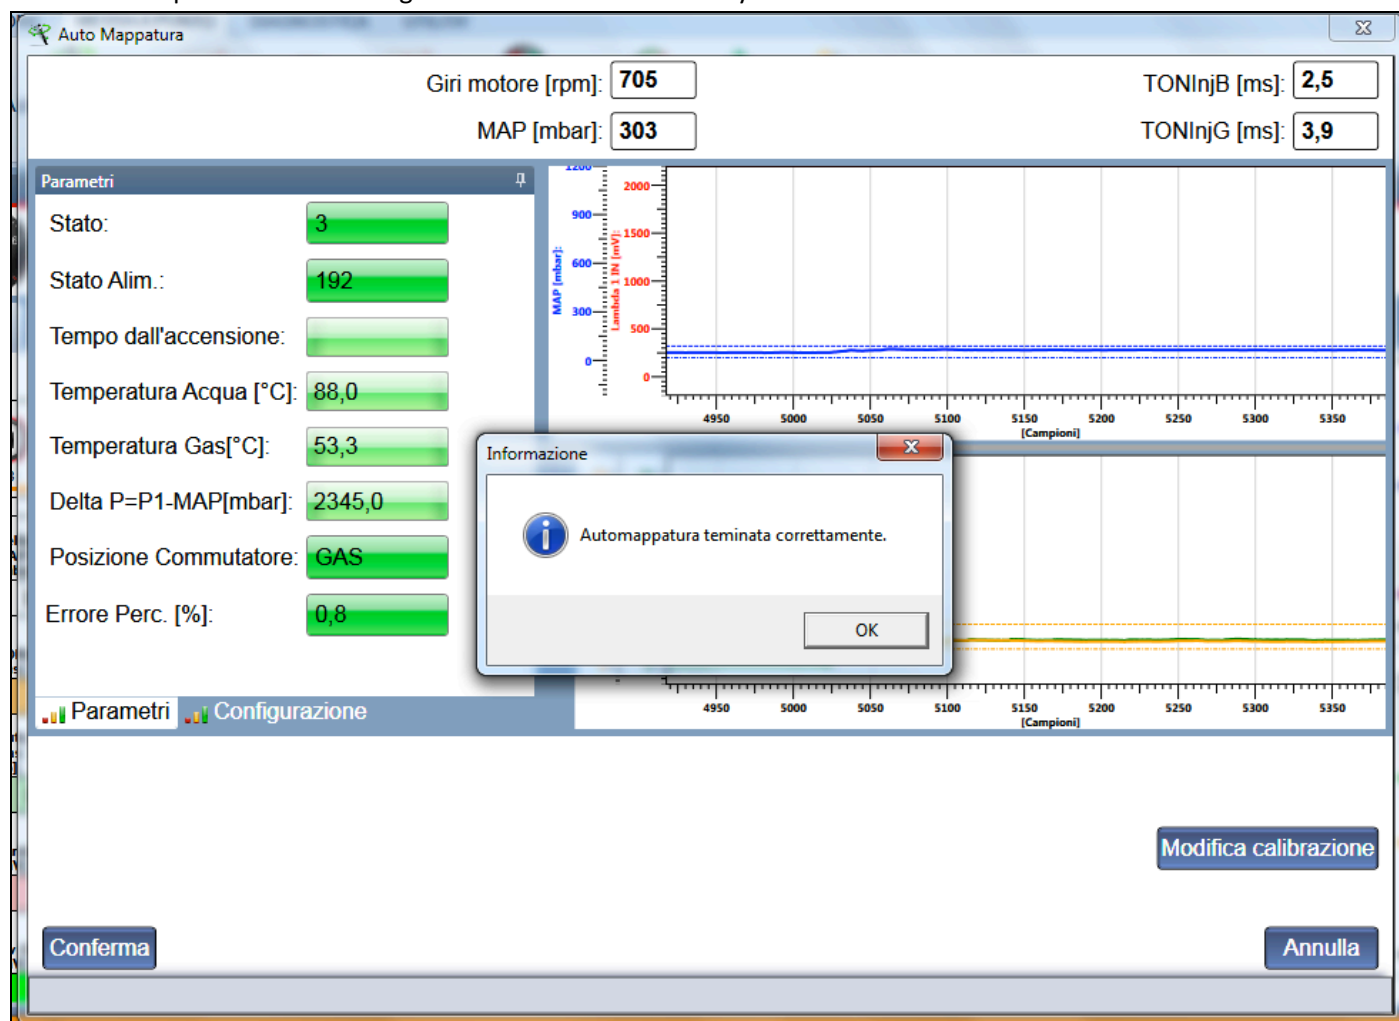 Auto Mappatura
Giri motore [rpm]: 705
TONInjB [ms]: 2,5
MAP [mbar]: 303
TONInjG [ms]: 3,9
Parametri
Stato: 3
Stato Alim.: 192
Tempo dall'accensione:
Temperatura Acqua [°C]: 88,0
Temperatura Gas[°C]: 53,3
Delta P=P1-MAP[mbar]: 2345,0
Posizione Commutatore: GAS
Errore Perc. [%]: 0,8
Parametri Configurazione
MAP [mbar]:
1200
900
600
300
0
Lambda 1 IN [mV]:
2000
1500
1000
500
0
4950 5000 5050 5100 5150 5200 5250 5300 5350
[Campioni]
Informazione
Automappatura teminata correttamente.
OK
4950 5000 5050 5100 5150 5200 5250 5300 5350
[Campioni]
Modifica calibrazione
Conferma
Annulla